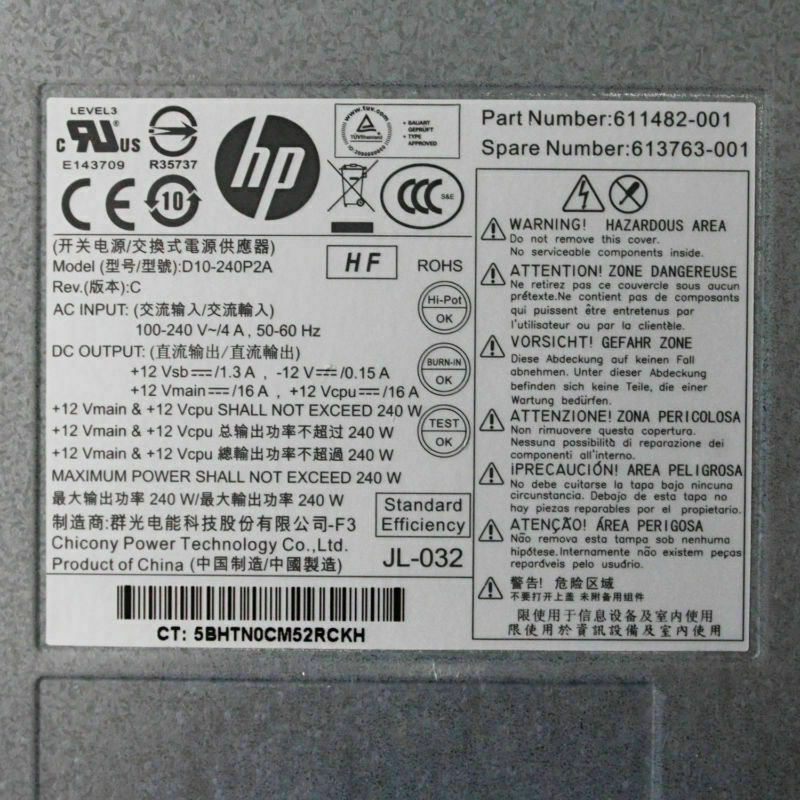 LEVEL3
c RU® US
E143709
R35737
CE
10
hp
www.tuv.com
TÜVRheinland
BAUART
GEPRÜFT
TYPE
APPROVED
CCC S&E
Part Number:611482-001
Spare Number:613763-001
(开关电源/交换式電源供應器)
Model (型号/型號):D10-240P2A
Rev.(版本):C
HF
ROHS
AC INPUT: (交流输入/交流輸入)
100-240 V~/4 A , 50-60 Hz
DC OUTPUT: (直流输出/直流輸出)
+12 Vsb⎓/1.3 A , -12 V⎓/0.15 A
+12 Vmain⎓/16 A , +12 Vcpu⎓/16 A
+12 Vmain & +12 Vcpu SHALL NOT EXCEED 240 W
+12 Vmain & +12 Vcpu 总输出功率不超过 240 W
+12 Vmain & +12 Vcpu 總輸出功率不超過 240 W
MAXIMUM POWER SHALL NOT EXCEED 240 W
最大输出功率 240 W/最大輸出功率 240 W
制造商:群光电能科技股份有限公司-F3
Chicony Power Technology Co.,Ltd.
Product of China (中国制造/中國製造)
Hi-Pot
OK
BURN-IN
OK
TEST
OK
Standard
Efficiency
JL-032
CT: 5BHTN0CM52RCKH
WARNING! HAZARDOUS AREA
Do not remove this cover.
No serviceable components inside.
ATTENTION! ZONE DANGEREUSE
Ne retirez pas ce couvercle sous aucun
prétexte.Ne contient pas de composants
qui puissent être entretenus par
l'utilisateur ou par la clientèle.
VORSICHT! GEFAHR ZONE
Diese Abdeckung auf keinen Fall
abnehmen. Unter dieser Abdeckung
befinden sich keine Teile, die einer
Wartung bedürfen.
ATTENZIONE! ZONA PERICOLOSA
Non rimuovere questa copertura.
Nessuna possibilità di reparazione dei
componenti all'interno.
¡PRECAUCIÓN! AREA PELIGROSA
No debe cuitarse la tapa bajo ninguna
circunstancia. Debajo de esta tapa no
hay piezas reparables por el propietario.
ATENÇÃO! ÁREA PERIGOSA
Não remova esta tampa sob nenhuma
hipótese.Internamente não existem peças
reparáveis pelo usuário.
警告! 危险区域
不要打开上盖 未附备用组件
限使用于信息设备及室内使用
限使用於資訊設備及室內使用